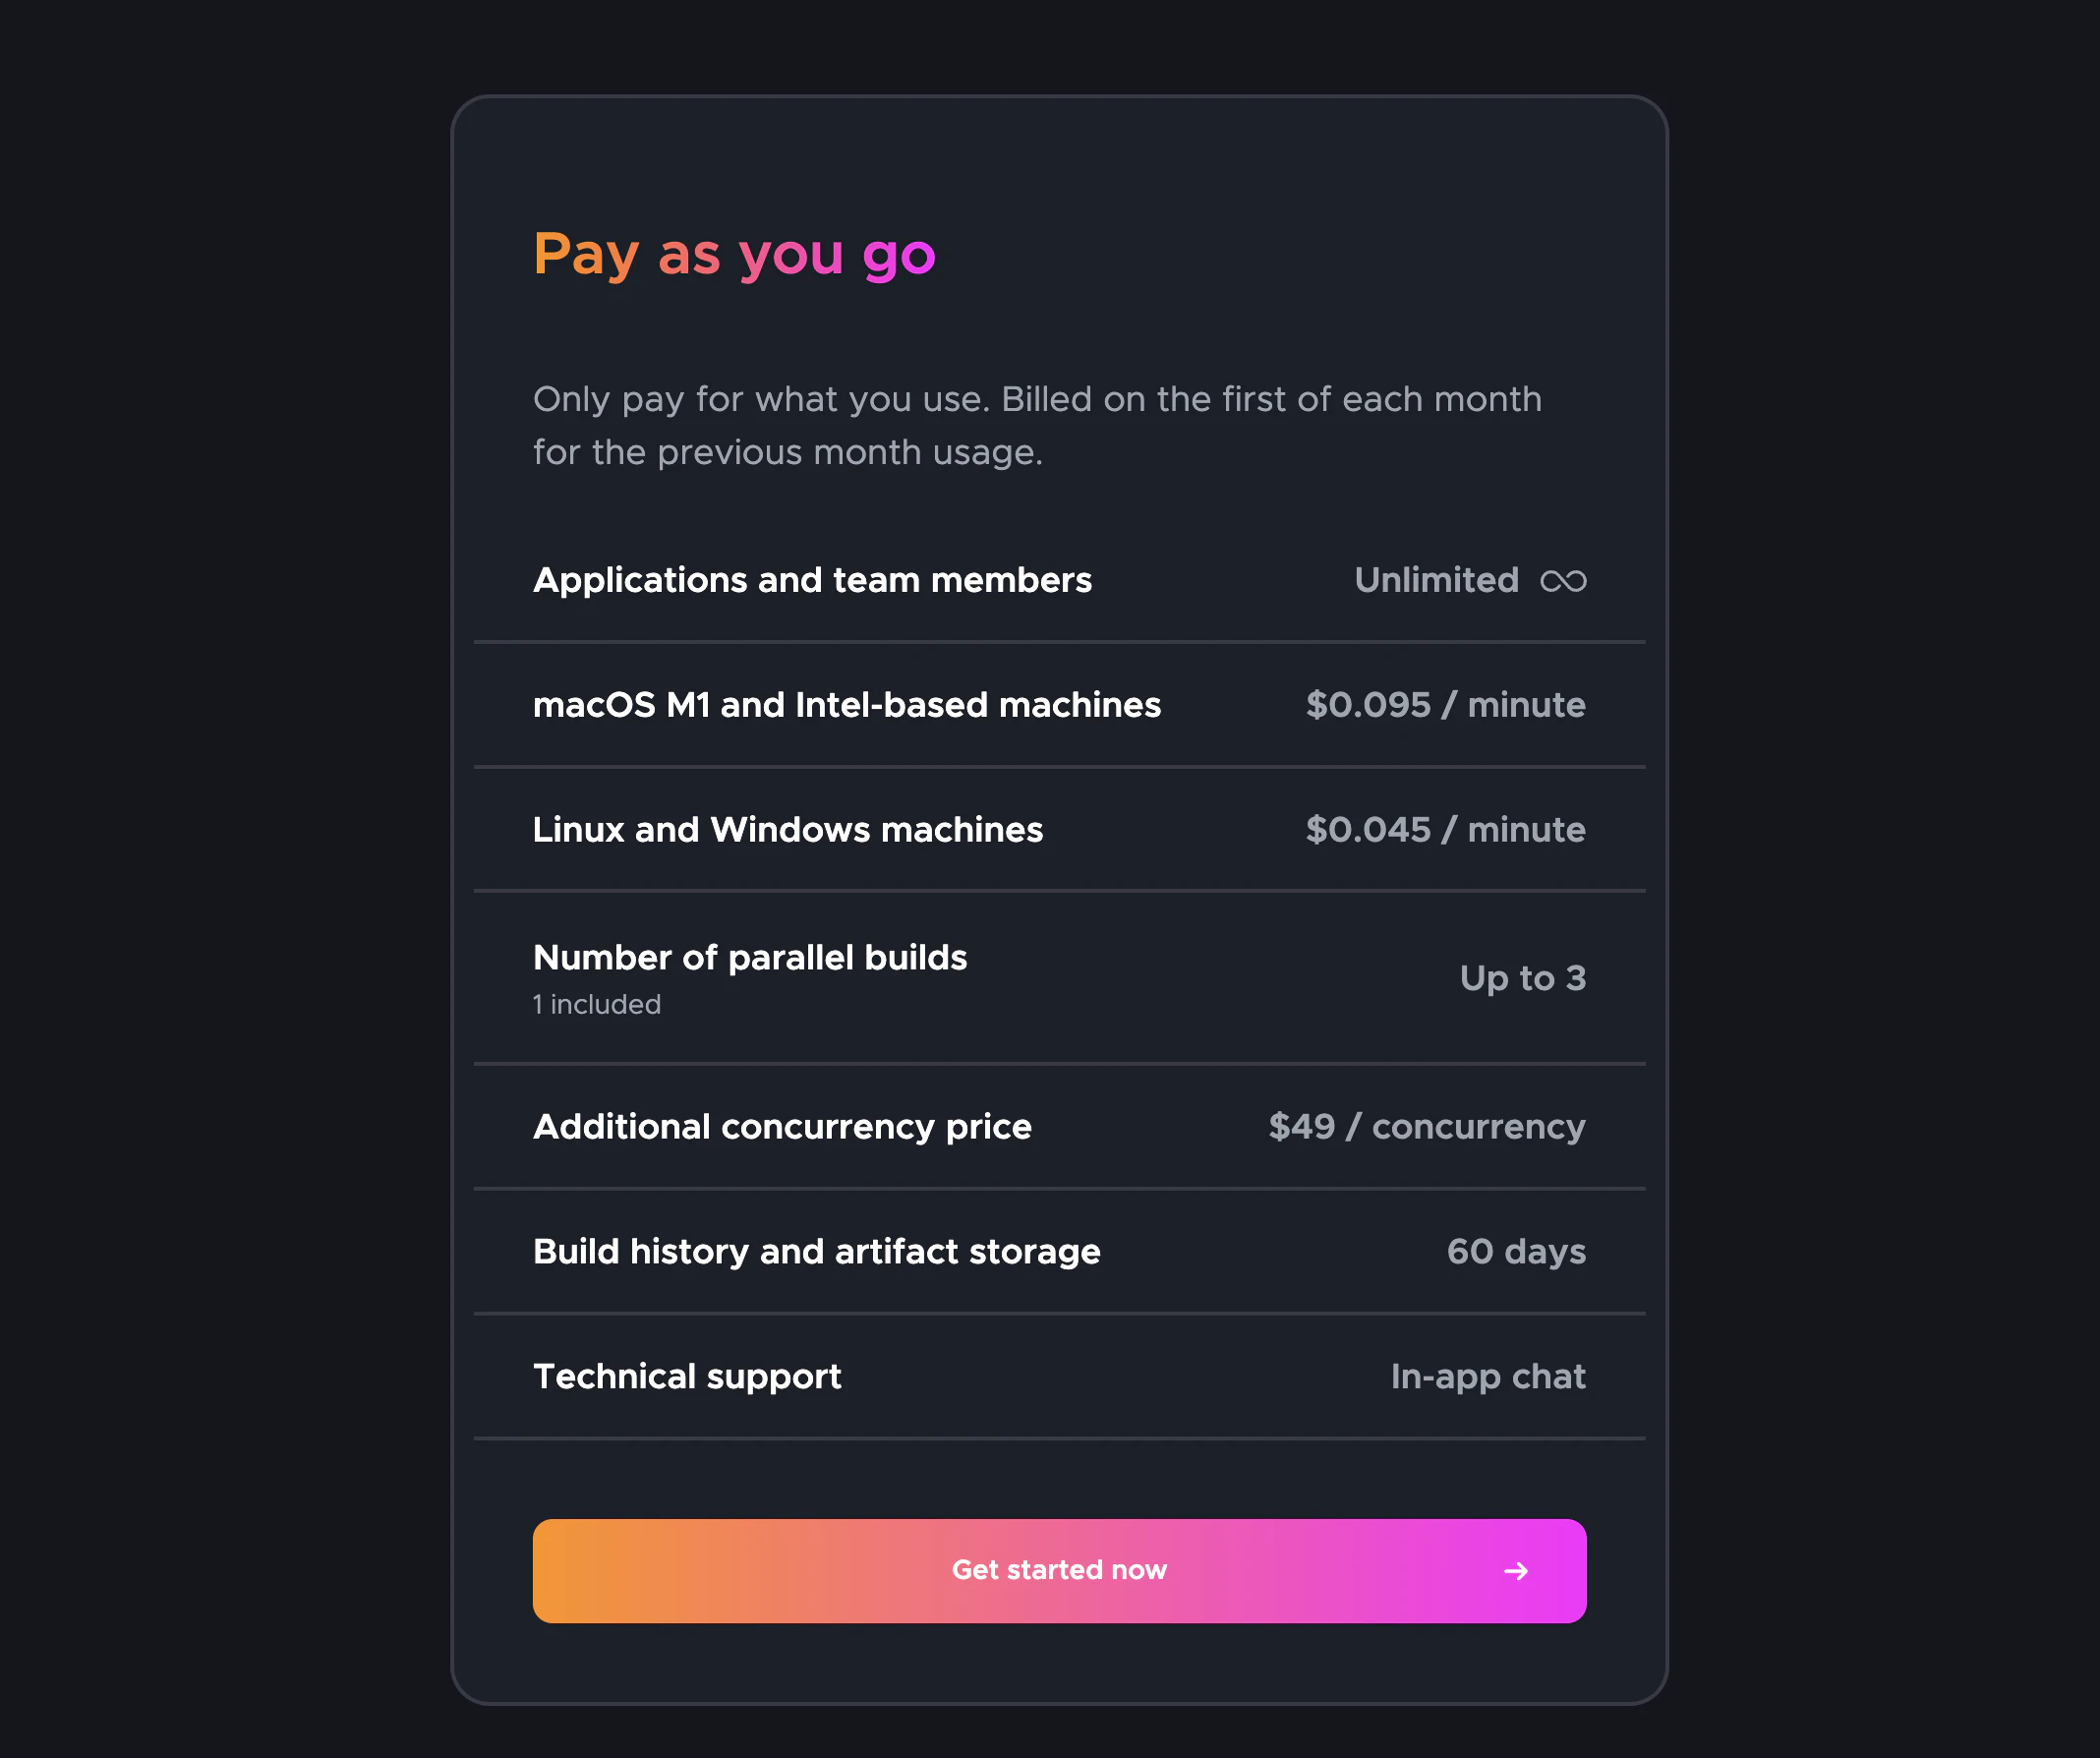 Pay as you go
Only pay for what you use. Billed on the first of each month
for the previous month usage.
Applications and team members Unlimited
macOS M1 and Intel-based machines $0.095 / minute
Linux and Windows machines $0.045 / minute
Number of parallel builds
1 included
Up to 3
Additional concurrency price $49 / concurrency
Build history and artifact storage 60 days
Technical support In-app chat
Get started now